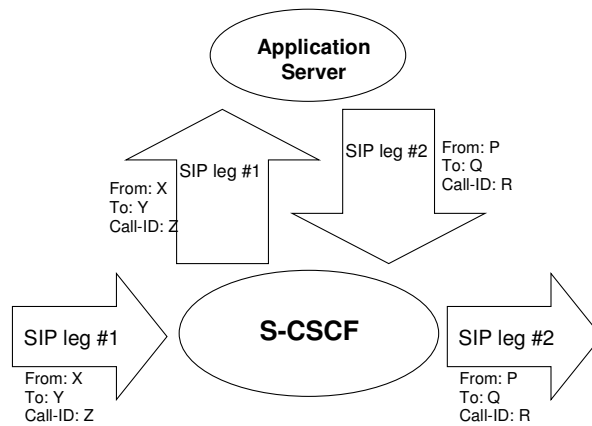 Application
Server
SIP leg #1
From: X
To: Y
Call-ID: Z
SIP leg #2
From: P
To: Q
Call-ID: R
S-CSCF
SIP leg #1
From: X
To: Y
Call-ID: Z
SIP leg #2
From: P
To: Q
Call-ID: R